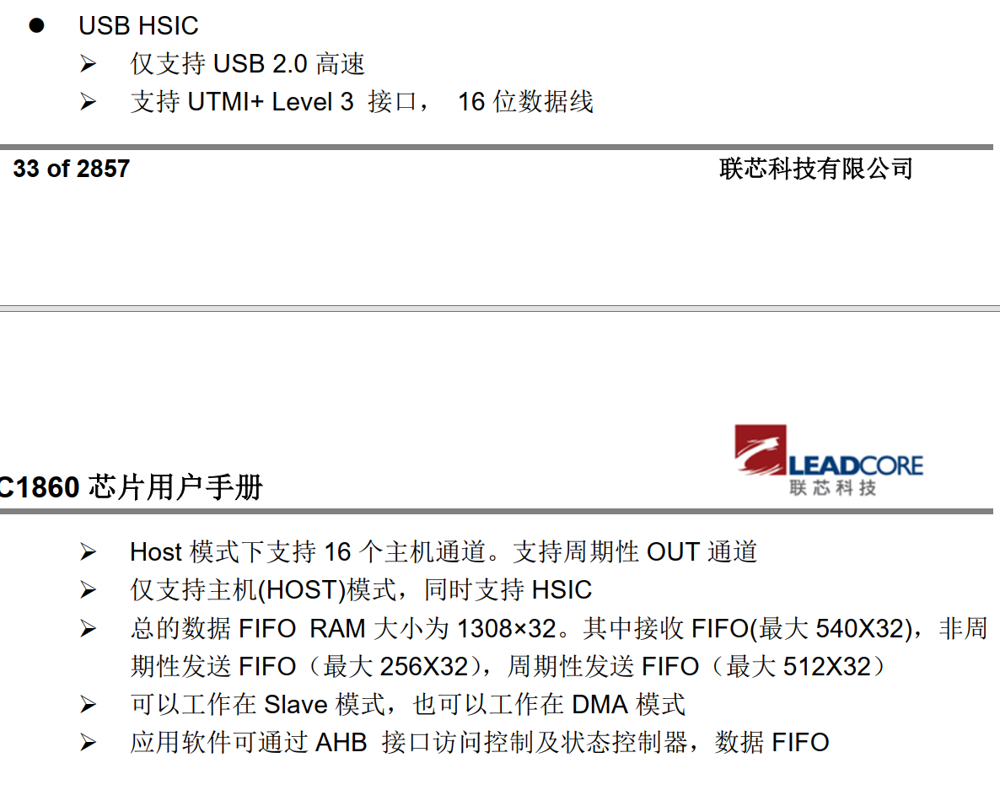 USB HSIC
仅支持 USB 2.0 高速
支持 UTMI+ Level 3 接口， 16 位数据线
33 of 2857 联芯科技有限公司
LEADCORE
联芯科技
C1860 芯片用户手册
Host 模式下支持 16 个主机通道。支持周期性 OUT 通道
仅支持主机(HOST)模式，同时支持 HSIC
总的数据 FIFO RAM 大小为 1308×32。其中接收 FIFO(最大 540X32)，非周
期性发送 FIFO（最大 256X32），周期性发送 FIFO（最大 512X32）
可以工作在 Slave 模式，也可以工作在 DMA 模式
应用软件可通过 AHB 接口访问控制及状态控制器，数据 FIFO